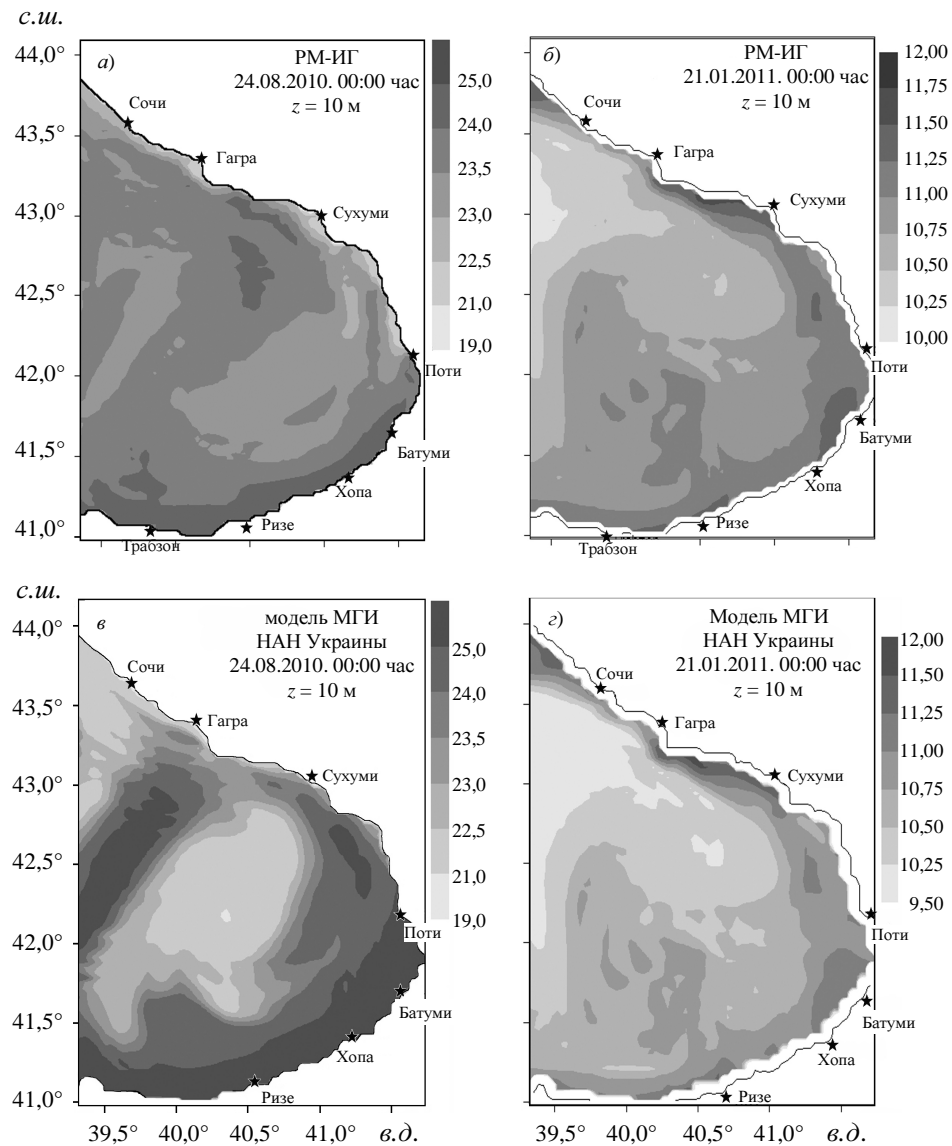 с.ш.
44,0°
43,5°
43,0°
42,5°
42,0°
41,5°
41,0°
а)
РМ-ИГ
24.08.2010. 00:00 час
z = 10 м
Сочи
Гагра
Сухуми
Поти
Батуми
Хопа
Ризе
Трабзон
25,0
24,0
23,5
23,0
22,5
21,0
19,0
б)
РМ-ИГ
21.01.2011. 00:00 час
z = 10 м
Сочи
Гагра
Сухуми
Поти
Батуми
Хопа
Ризе
Трабзон
12,00
11,75
11,50
11,25
11,00
10,75
10,50
10,25
10,00
с.ш.
44,0°
43,5°
43,0°
42,5°
42,0°
41,5°
41,0°
в
модель МГИ
НАН Украины
24.08.2010. 00:00 час
z = 10 м
Сочи
Гагра
Сухуми
Поти
Батуми
Хопа
Ризе
25,0
24,0
23,5
23,0
22,5
21,0
19,0
39,5° 40,0° 40,5° 41,0° в.д.
г)
Модель МГИ
НАН Украины
21.01.2011. 00:00 час
z = 10 м
Сочи
Гагра
Сухуми
Поти
Батуми
Хопа
Ризе
12,00
11,50
11,25
11,00
10,75
10,50
10,25
9,50
39,5° 40,0° 40,5° 41,0° в.д.